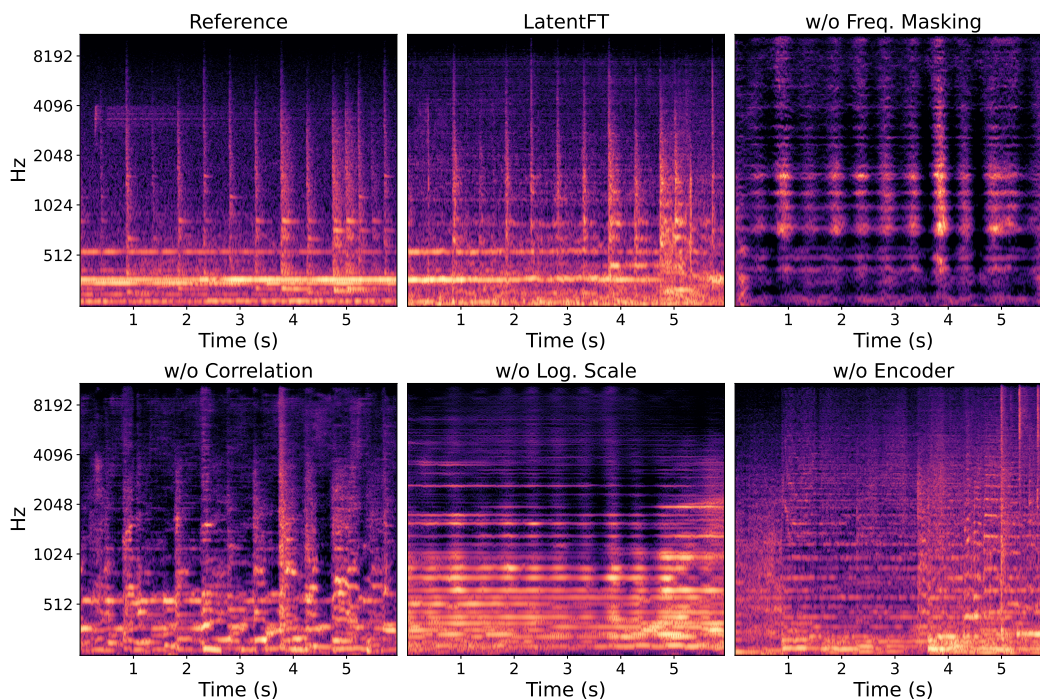 Reference LatentFT w/o Freq. Masking
8192
4096
2048
1024
512
Hz
1 2 3 4 5 1 2 3 4 5 1 2 3 4 5
Time (s) Time (s) Time (s)
w/o Correlation w/o Log. Scale w/o Encoder
8192
4096
2048
1024
512
Hz
1 2 3 4 5 1 2 3 4 5 1 2 3 4 5
Time (s) Time (s) Time (s)